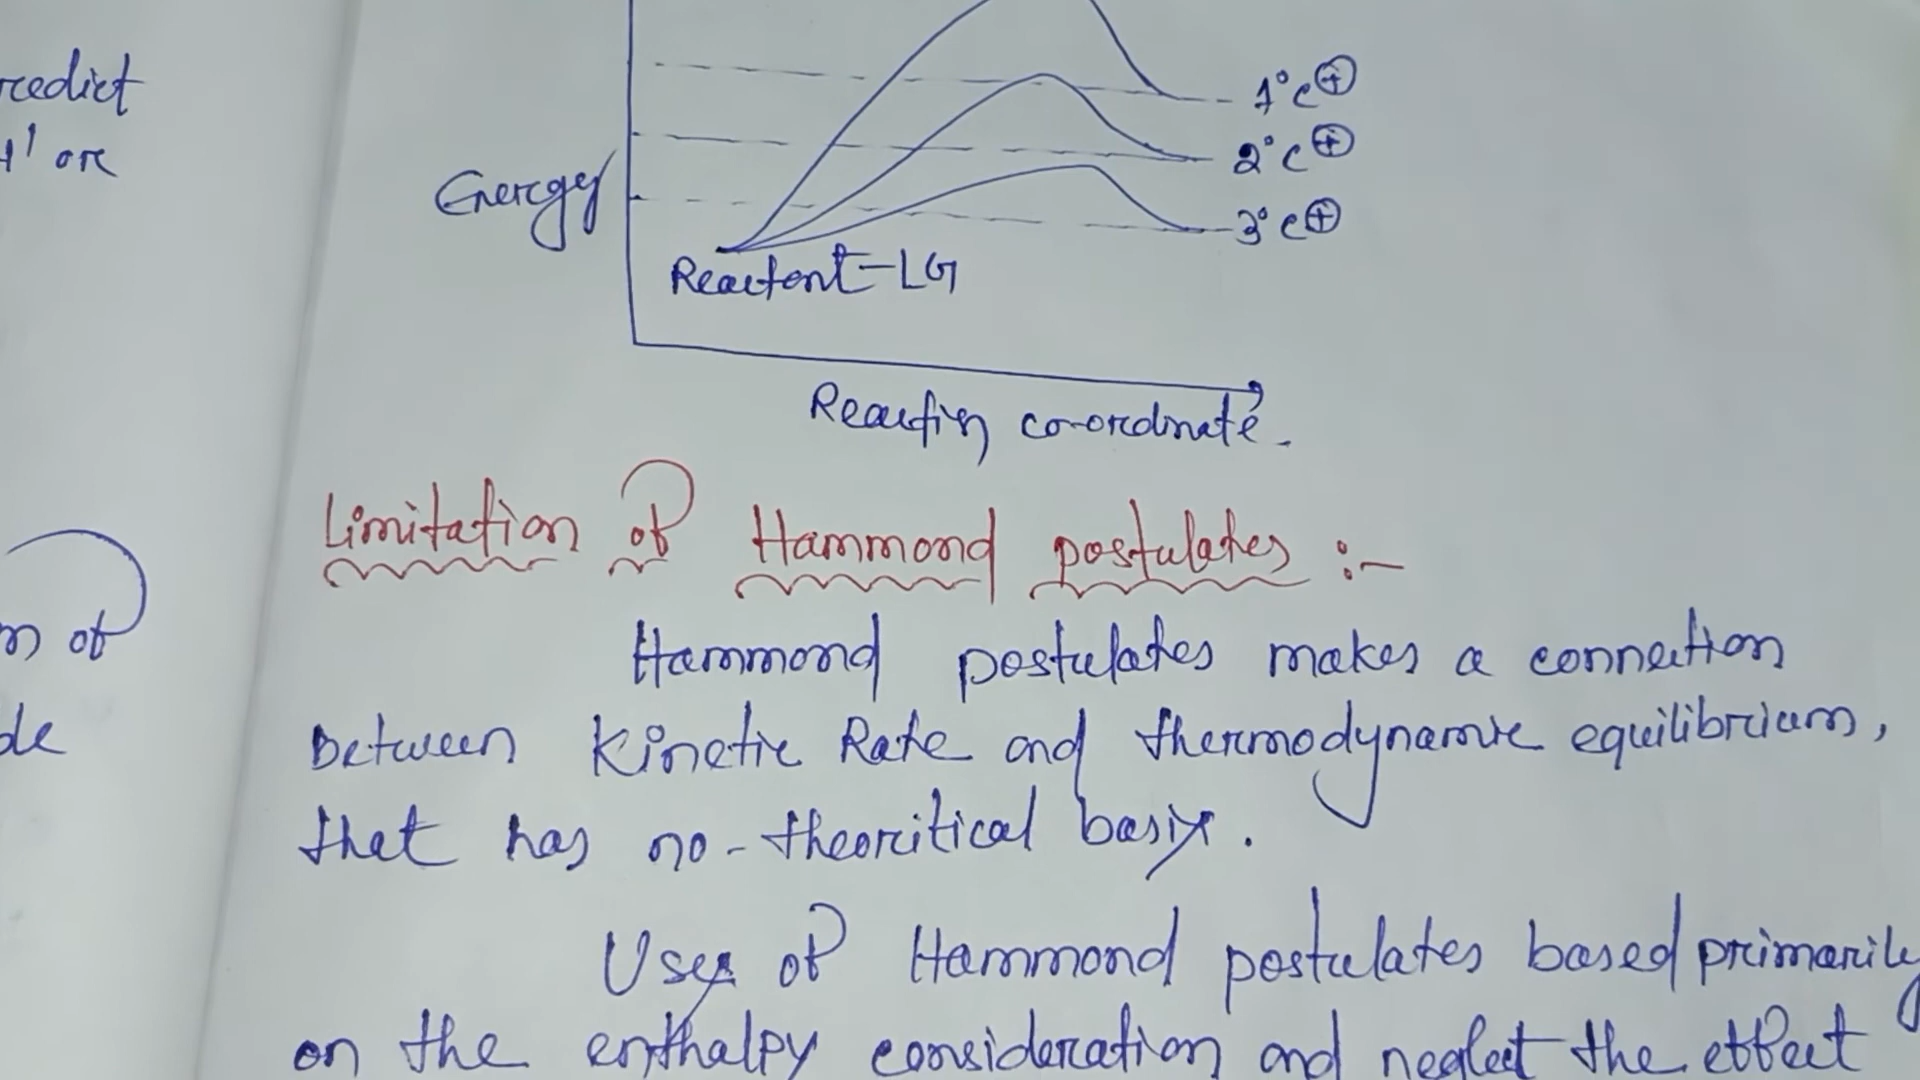 redict
1' or
m of
de
Energy
1°C⊕
2°C⊕
3°C⊕
Reactant-LG
Reaction co-ordinate.
Limitation of Hammond postulates :-
Hammond postulates makes a connection
between Kinetic Rate and thermodynamic equilibrium,
that has no-theoritical basis.
Uses of Hammond postulates based primarily
on the enthalpy consideration and neglect the effect